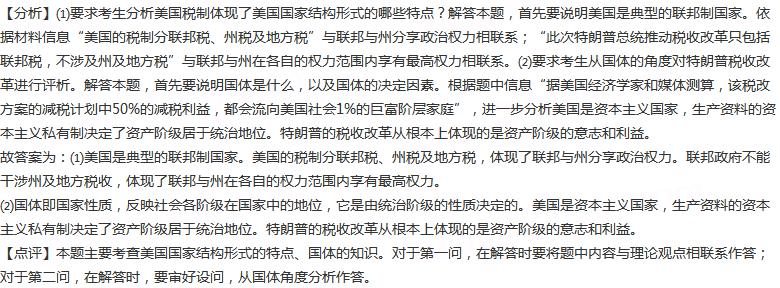 【分析】⑴要求考生分析美国税制体现了美国国家结构形式的哪些特点？解答本题，首先要说明美国是典型的联邦制国家。依
据材料信息“美国的税制分联邦税、州税及地方税”与联邦与州分享政治权力相联系；“此次特朗普总统推动税收改革只包括
联邦税，不涉及州及地方税”与联邦与州在各自的权力范围内享有最高权力相联系。⑵要求考生从国体的角度对特朗普税收改
革进行评析。解答本题，首先要说明国体是什么，以及国体的决定因素。根据题中信息“据美国经济学家和媒体测算，该税改
方案的减税计划中50%的减税利益，都会流向美国社会1%的巨富阶层家庭”，进一步分析美国是资本主义国家，生产资料的资
本主义私有制决定了资产阶级居于统治地位。特朗普的税收改革从根本上体现的是资产阶级的意志和利益。
故答案为：⑴美国是典型的联邦制国家。美国的税制分联邦税、州税及地方税，体现了联邦与州分享政治权力。联邦政府不能
干涉州及地方税收，体现了联邦与州在各自的权力范围内享有最高权力。
⑵国体即国家性质，反映社会各阶级在国家中的地位，它是由统治阶级的性质决定的。美国是资本主义国家，生产资料的资本
主义私有制决定了资产阶级居于统治地位。特朗普的税收改革从根本上体现的是资产阶级的意志和利益。
【点评】本题主要考查美国国家结构形式的特点、国体的知识。对于第一问，在解答时要将题中内容与理论观点相联系作答；
对于第二问，在解答时，要审好设问，从国体角度分析作答。